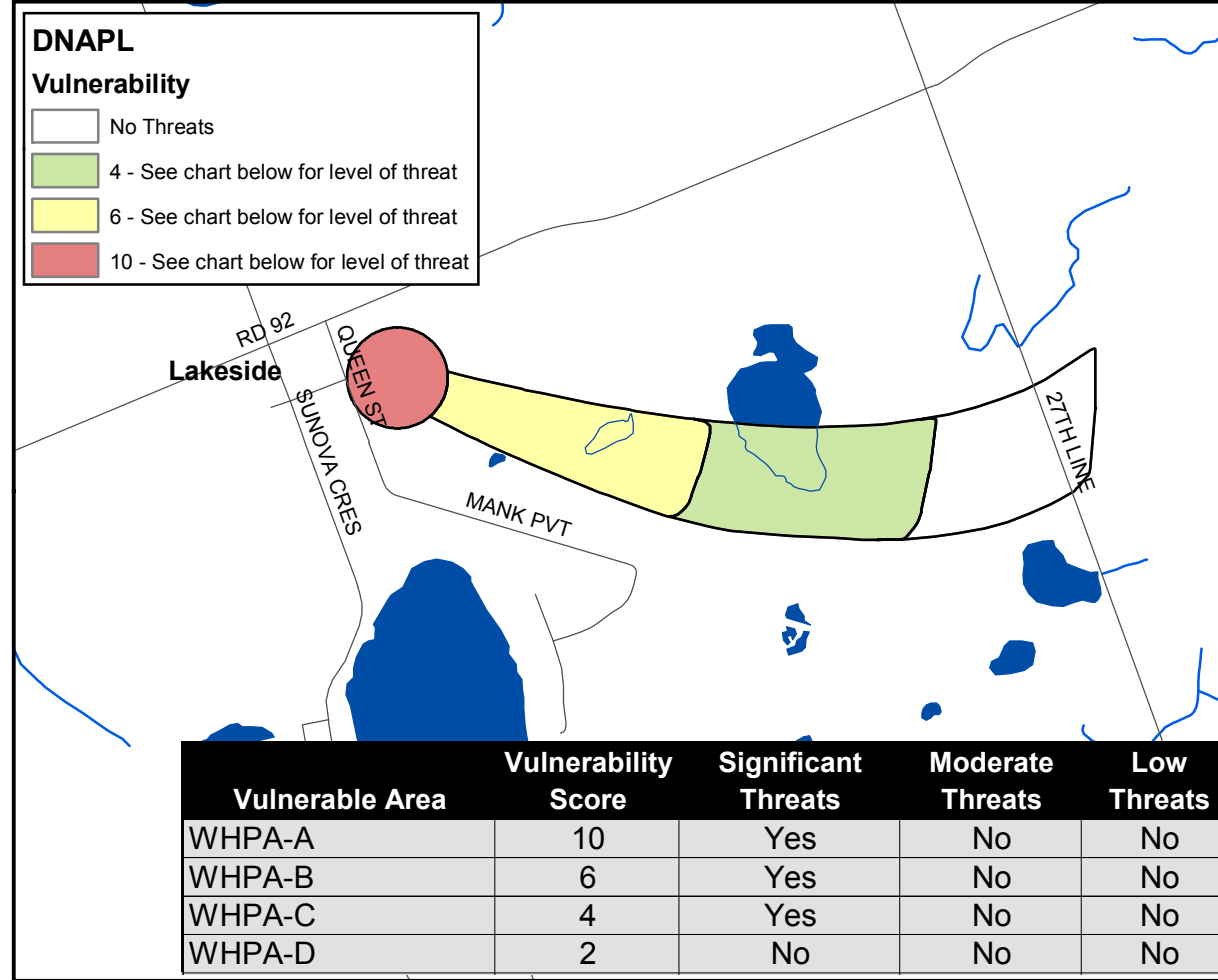 DNAPL
Vulnerability
No Threats
4 - See chart below for level of threat
6 - See chart below for level of threat
10 - See chart below for level of threat
RD 92
QUEEN ST
Lakeside
SUNOVA CRES
27TH LINE
MANK PVT
Vulnerable Area Vulnerability Score Significant Threats Moderate Threats Low Threats
WHPA-A 10 Yes No No
WHPA-B 6 Yes No No
WHPA-C 4 Yes No No
WHPA-D 2 No No No